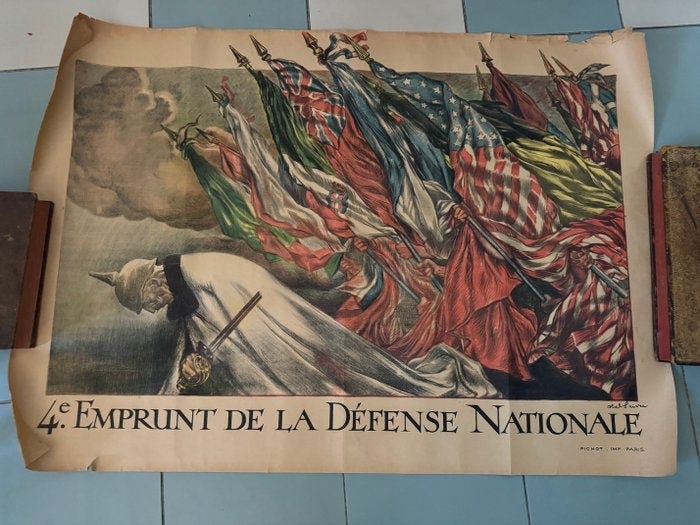 4e. EMPRUNT DE LA DÉFENSE NATIONALE
PICHOT . IMP. PARIS